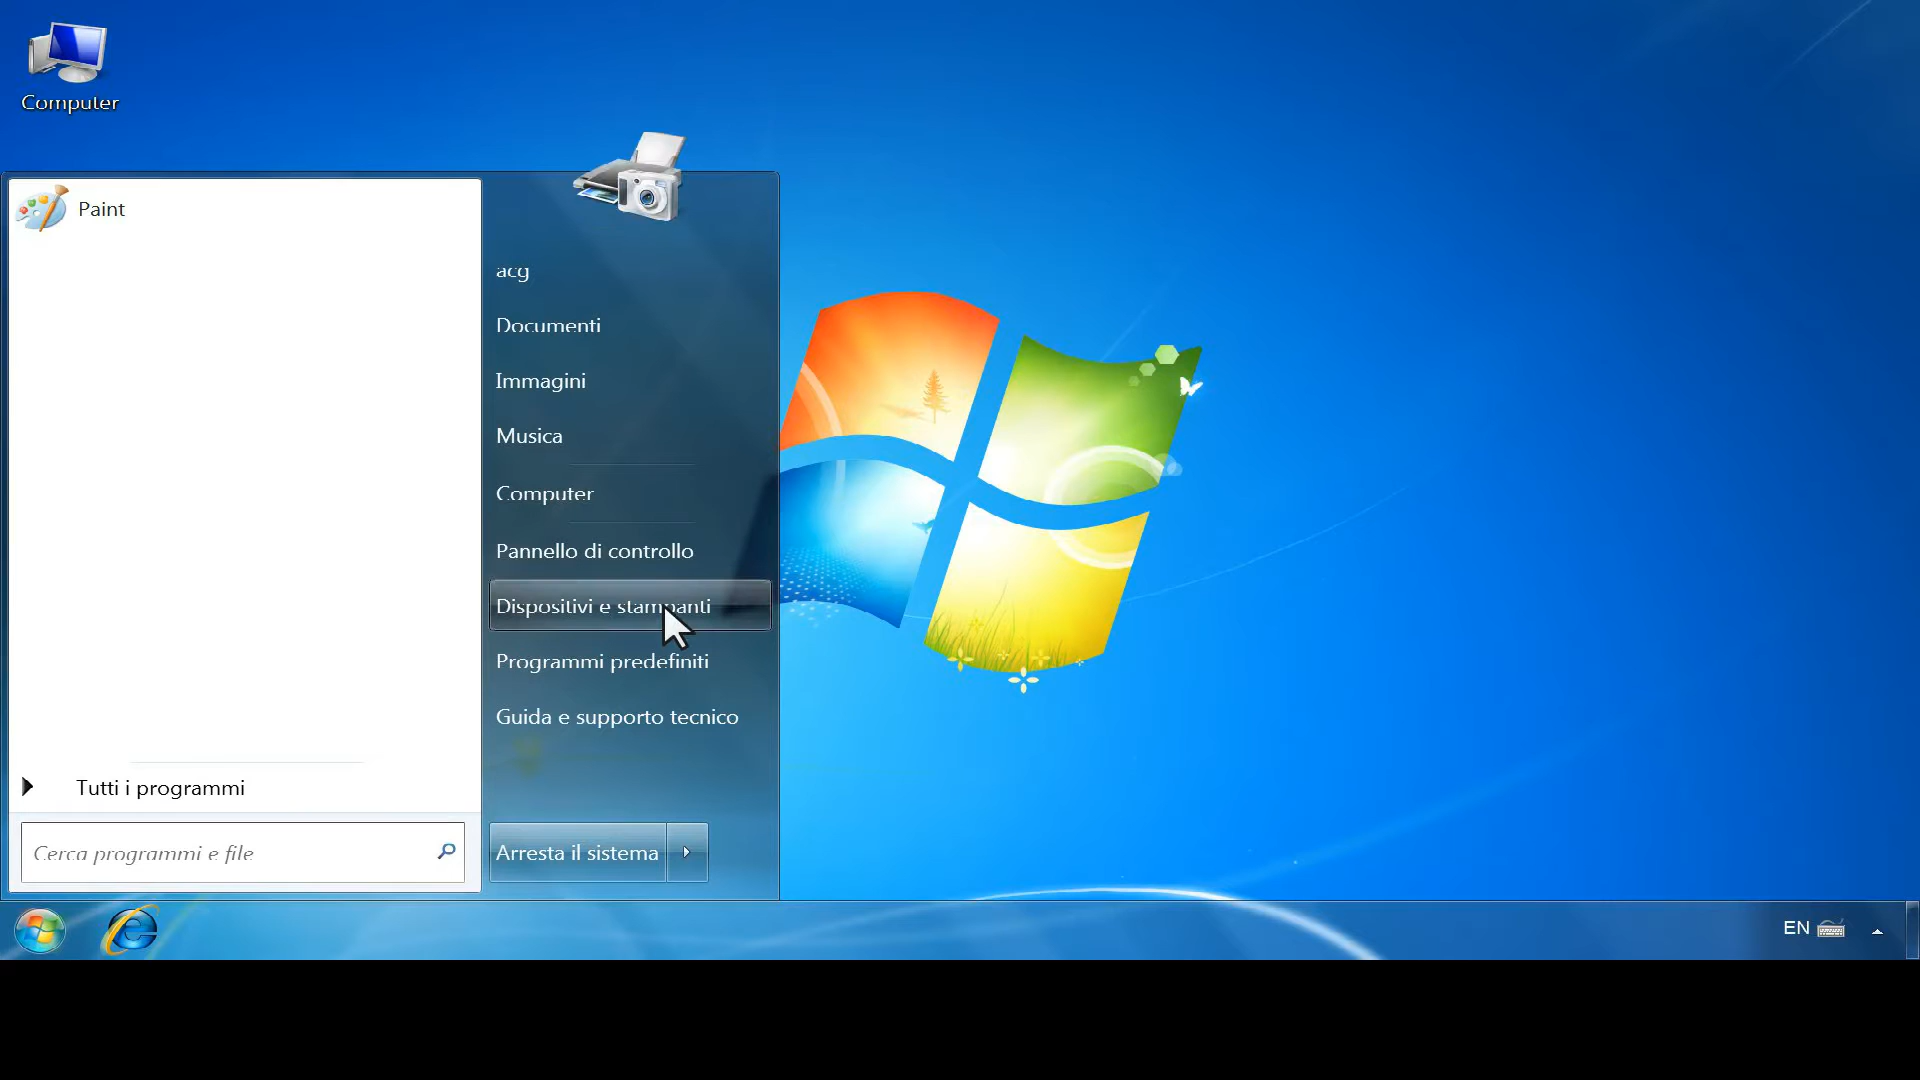 Computer
Paint
acg
Documenti
Immagini
Musica
Computer
Pannello di controllo
Dispositivi e stampanti
Programmi predefiniti
Guida e supporto tecnico
Tutti i programmi
Cerca programmi e file
Arresta il sistema
EN